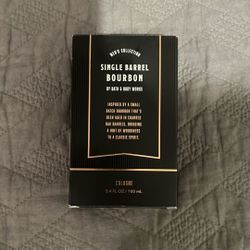 MEN'S COLLECTION
SINGLE BARREL
BOURBON
BY BATH & BODY WORKS
INSPIRED BY A SMALL
BATCH BOURBON THAT'S
BEEN AGED IN CHARRED
OAK BARRELS, BRINGING
A HINT OF WOODINESS
TO A CLASSIC SPIRIT.
COLOGNE
3.4 FL OZ / 100 mL